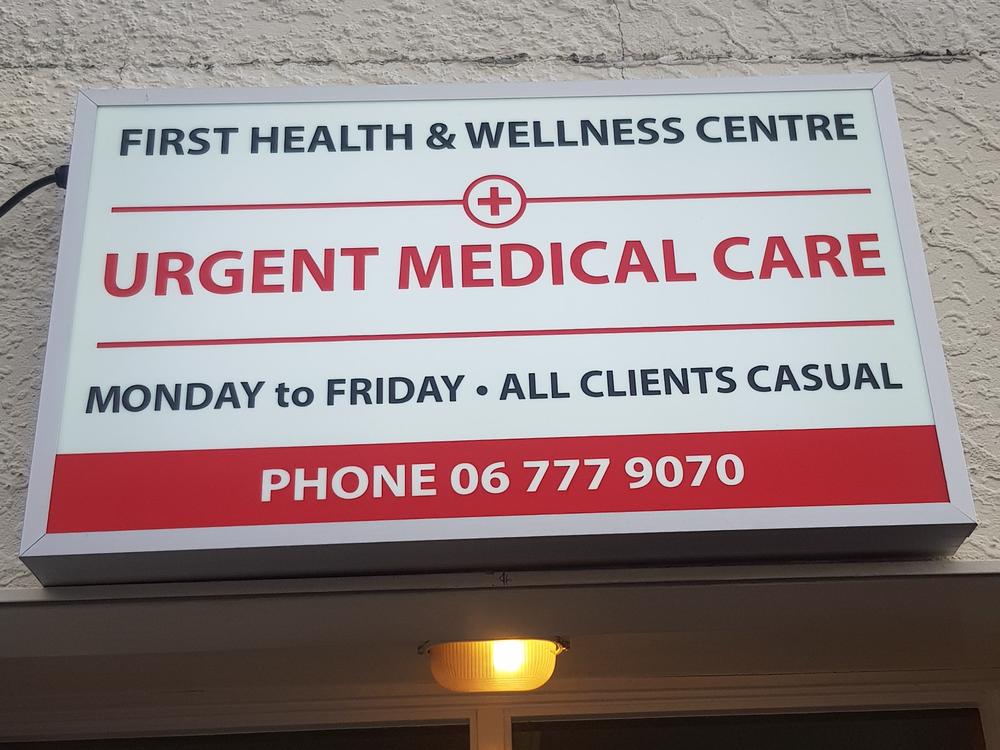 FIRST HEALTH & WELLNESS CENTRE
URGENT MEDICAL CARE
MONDAY to FRIDAY • ALL CLIENTS CASUAL
PHONE 06 777 9070